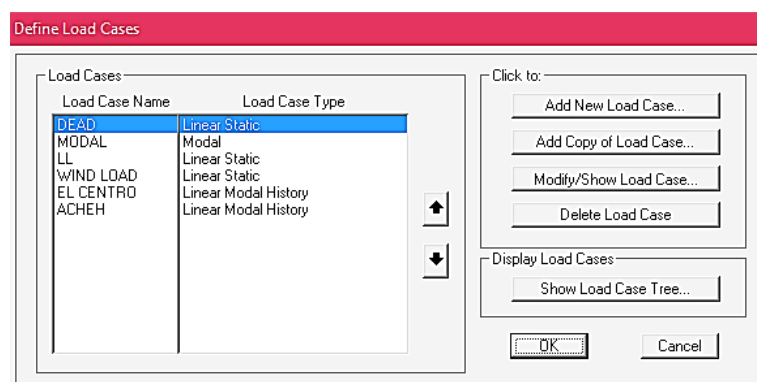 Define Load Cases
Load Cases
Load Case Name Load Case Type
DEAD Linear Static
MODAL Modal
LL Linear Static
WIND LOAD Linear Static
EL CENTRO Linear Modal History
ACHEH Linear Modal History
Click to:
Add New Load Case...
Add Copy of Load Case...
Modify/Show Load Case...
Delete Load Case
Display Load Cases
Show Load Case Tree...
OK Cancel